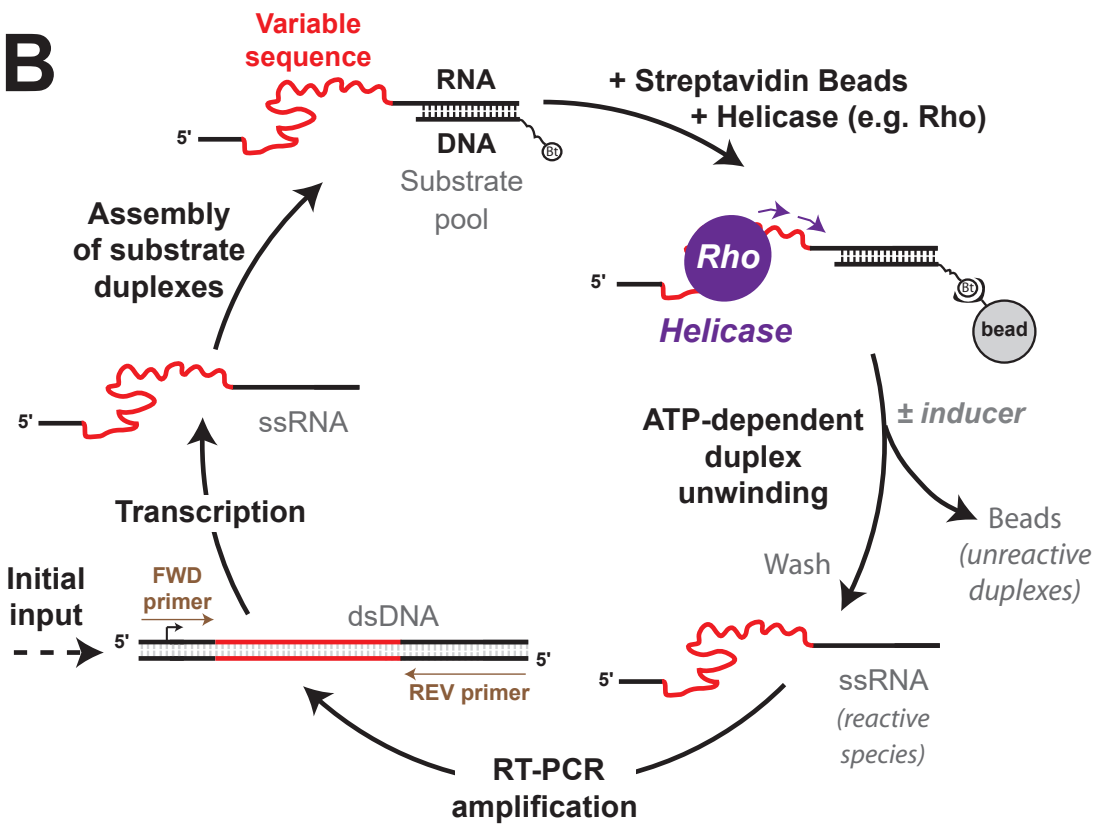 B
Variable
sequence
RNA
5'
DNA
Bt
Substrate
pool
+ Streptavidin Beads
+ Helicase (e.g. Rho)
Rho
5'
Helicase
Bt
bead
ATP-dependent
duplex
unwinding
± inducer
Beads
(unreactive
duplexes)
Wash
5'
ssRNA
(reactive
species)
RT-PCR
amplification
Initial
input
FWD
primer
dsDNA
5'
5'
REV primer
Transcription
5'
ssRNA
Assembly
of substrate
duplexes